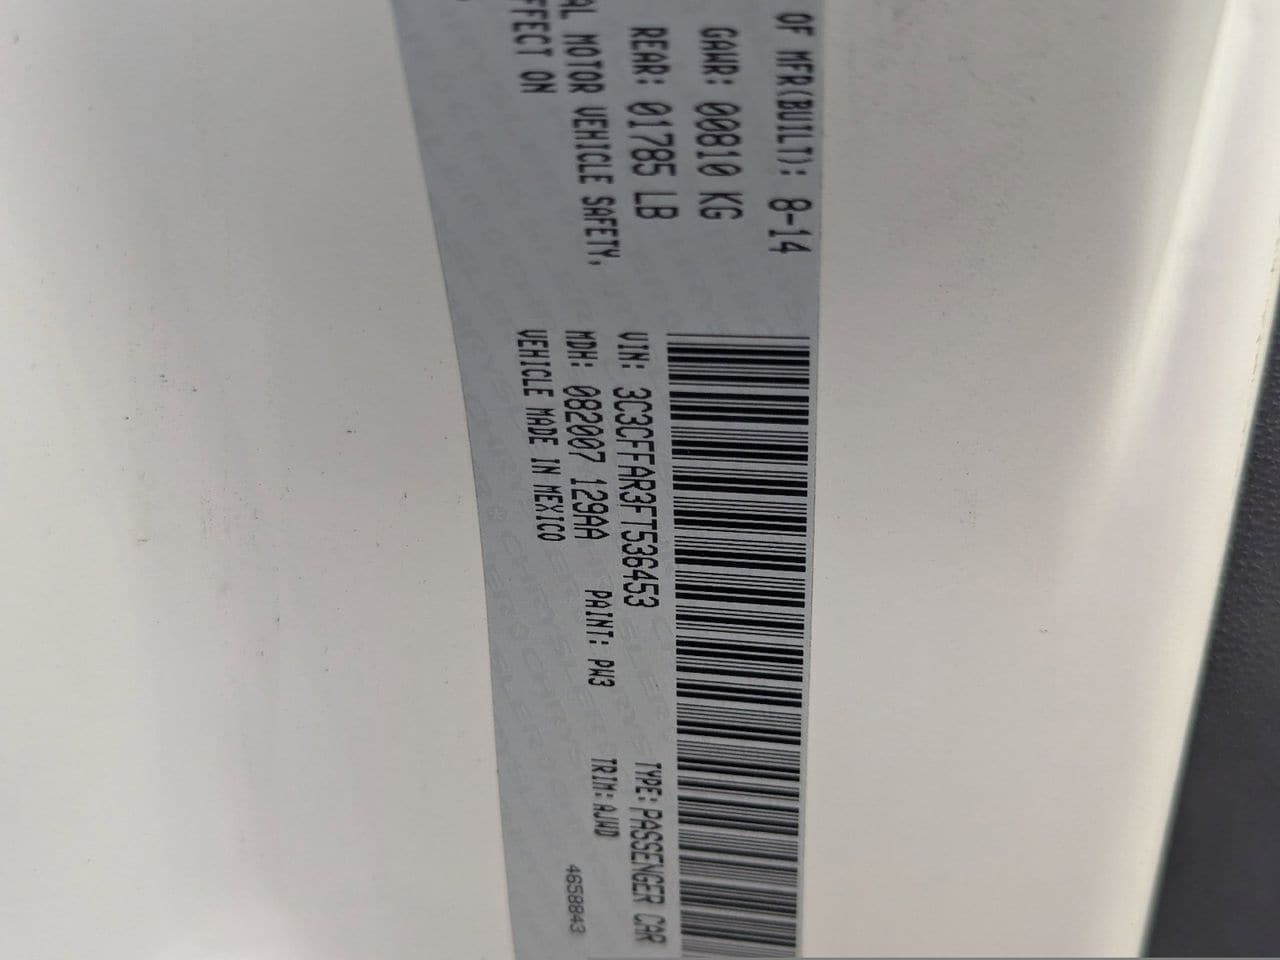 OF MFR(BUILT): 8-14
GAWR: 00810 KG
REAR: 01785 LB
AL MOTOR VEHICLE SAFETY,
FFECT ON
VIN: 3C3CFFAR3FT536453 TYPE: PASSENGER CAR
MDH: 082007 129AA PAINT: PW3 TRIM: AJWD
VEHICLE MADE IN MEXICO 4658843